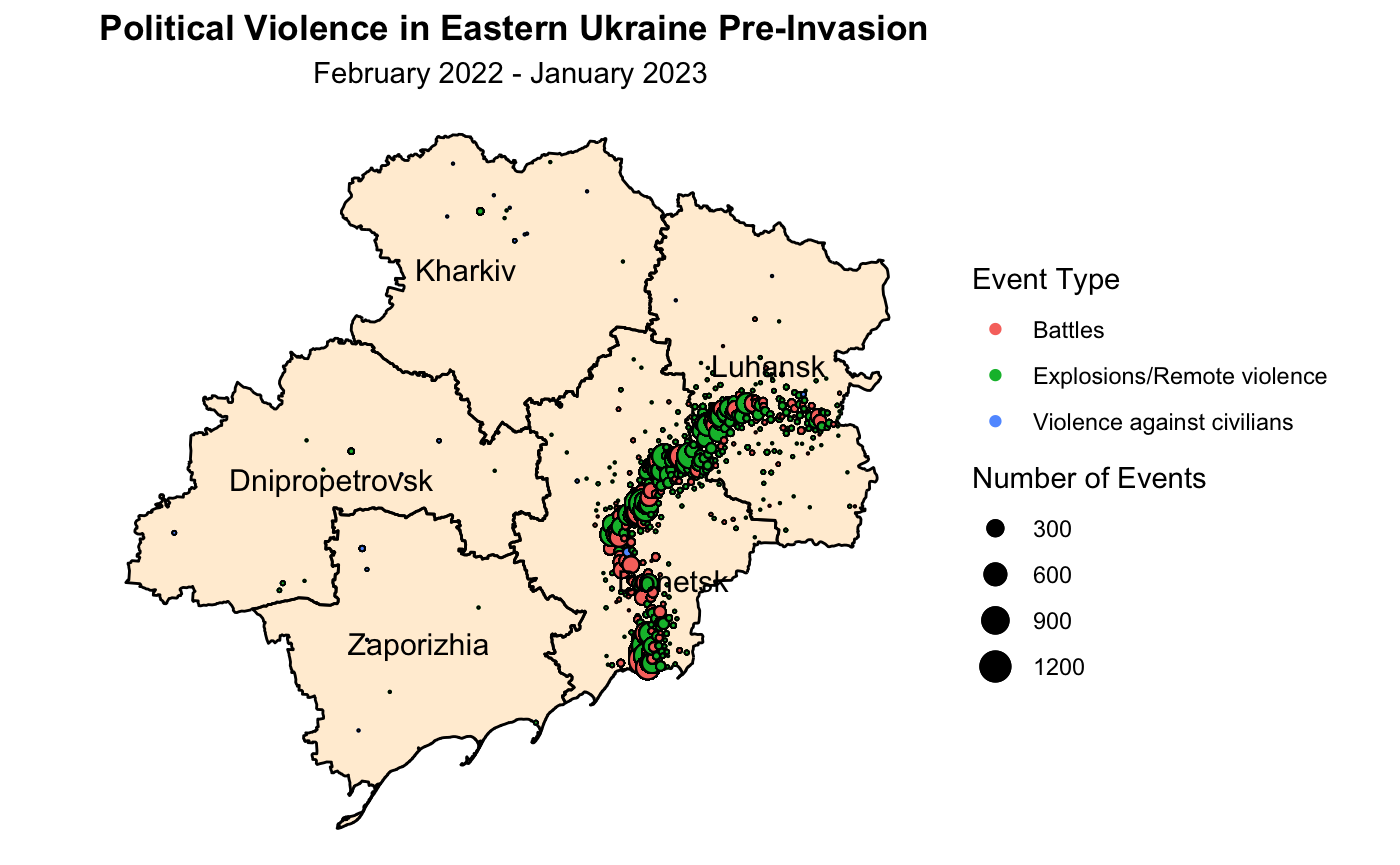 Political Violence in Eastern Ukraine Pre-Invasion
February 2022 - January 2023
Kharkiv
Luhansk
Dnipropetrovsk
Donetsk
Zaporizhia
Event Type
Battles
Explosions/Remote violence
Violence against civilians
Number of Events
300
600
900
1200